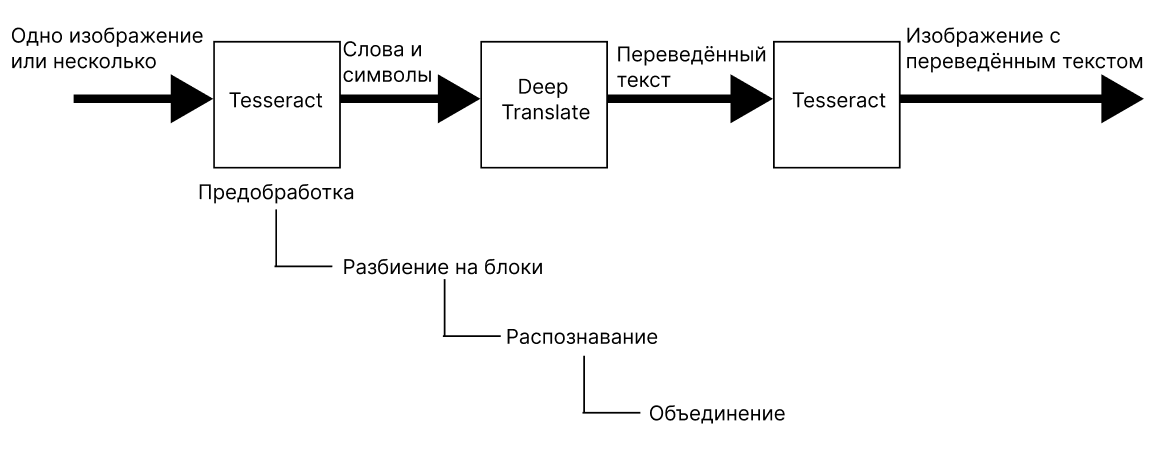 Одно изображение
или несколько
Tesseract
Слова и
символы
Deep
Translate
Переведённый
текст
Tesseract
Изображение с
переведённым текстом
Предобработка
Разбиение на блоки
Распознавание
Объединение